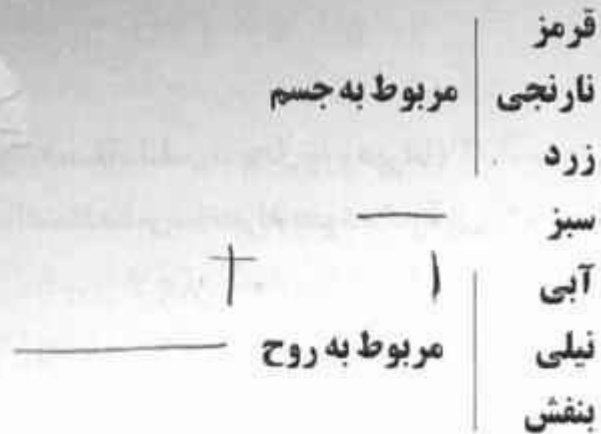 قرمز
نارنجی مربوط به جسم
زرد
سبز
آبی
نیلی مربوط به روح
بنفش